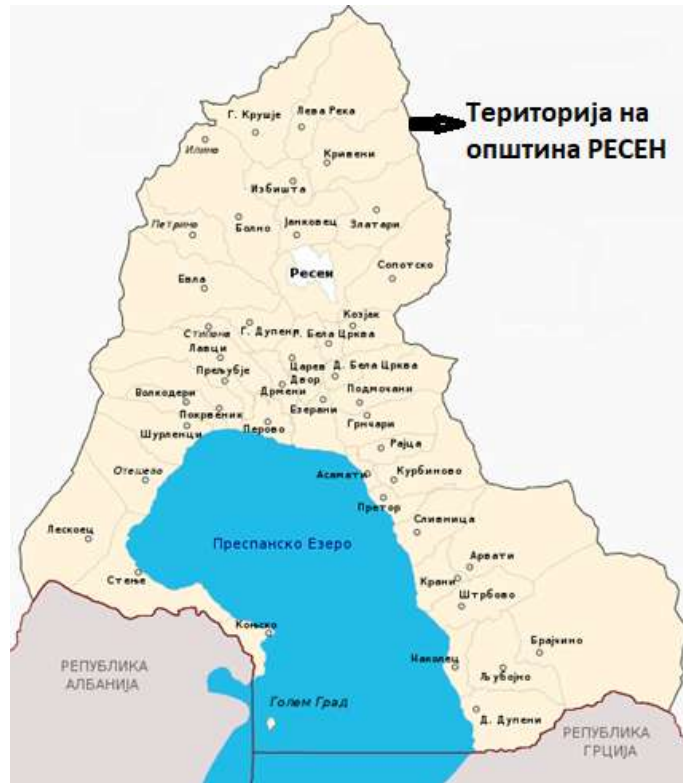 Територија на
општина РЕСЕН
Г. Крушје
Лева Река
Илино
Кривени
Избишта
Петрино
Болно
Јанковец
Златари
Ресен
Сопотско
Евла
Козјак
Стипона
Г. Дупени
Г. Бела Црква
Лавци
Царев
Двор
Д. Бела Црква
Прељубје
Дрмени
Подмочани
Волкодери
Езерани
Покрвеник
Грнчари
Шурленци
Перово
Рајца
Отешево
Асамати
Курбиново
Претор
Сливница
Лескоец
Преспанско Езеро
Арвати
Стење
Крани
Штрбово
Коњско
Брајчино
РЕПУБЛИКА
АЛБАНИЈА
Наколец
Љубојно
Голем Град
Д. Дупени
РЕПУБЛИКА
ГРЦИЈА